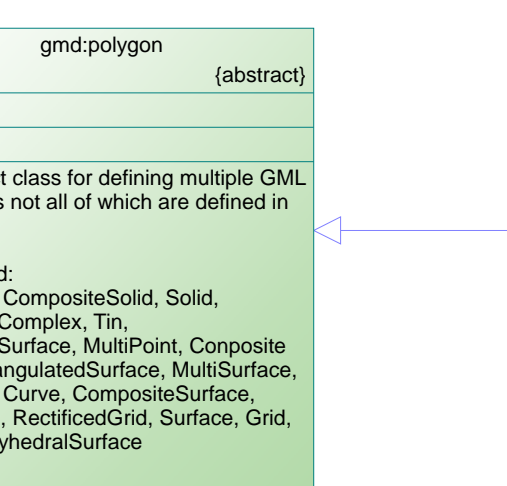 gmd:polygon
{abstract}
t class for defining multiple GML
s not all of which are defined in
d:
CompositeSolid, Solid,
Complex, Tin,
Surface, MultiPoint, Conposite
angulatedSurface, MultiSurface,
Curve, CompositeSurface,
, RectificedGrid, Surface, Grid,
yhedralSurface